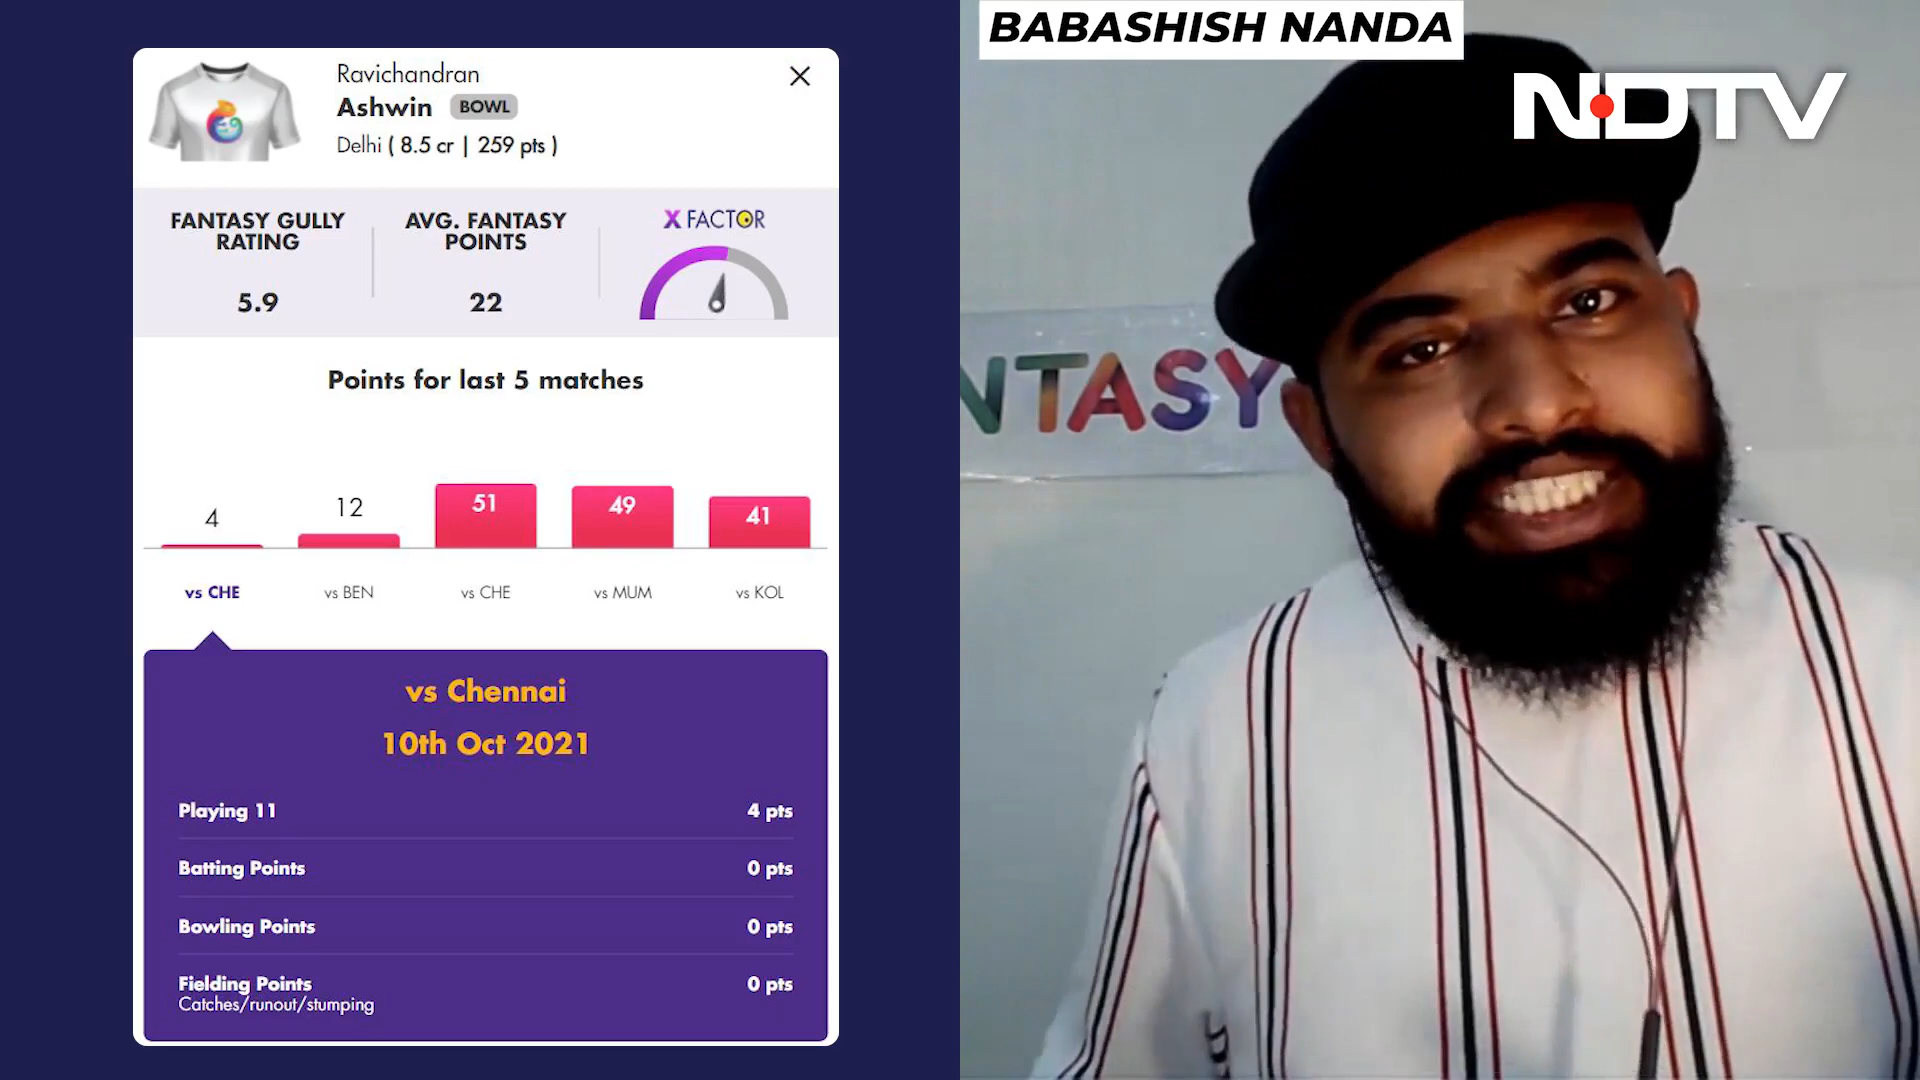 Ravichandran
Ashwin BOWL
Delhi ( 8.5 cr | 259 pts )
FANTASY GULLY
RATING
5.9
AVG. FANTASY
POINTS
22
X FACTOR
Points for last 5 matches
4
12
51
49
41
vs CHE
vs BEN
vs CHE
vs MUM
vs KOL
vs Chennai
10th Oct 2021
Playing 11 4 pts
Batting Points 0 pts
Bowling Points 0 pts
Fielding Points 0 pts
Catches/runout/stumping
BABASHISH NANDA
NDTV
NTASY